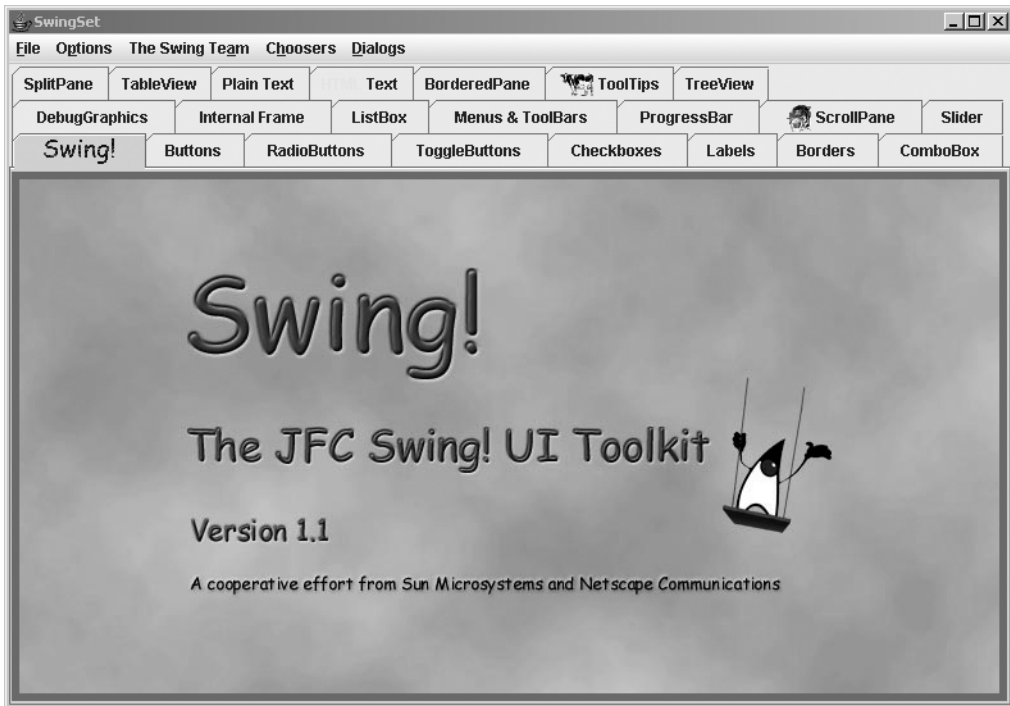 SwingSet
File Options The Swing Team Choosers Dialogs
SplitPane TableView Plain Text HTML Text BorderedPane ToolTips TreeView
DebugGraphics Internal Frame ListBox Menus & ToolBars ProgressBar ScrollPane Slider
Swing! Buttons RadioButtons ToggleButtons Checkboxes Labels Borders ComboBox
Swing!
The JFC Swing! UI Toolkit
Version 1.1
A cooperative effort from Sun Microsystems and Netscape Communications